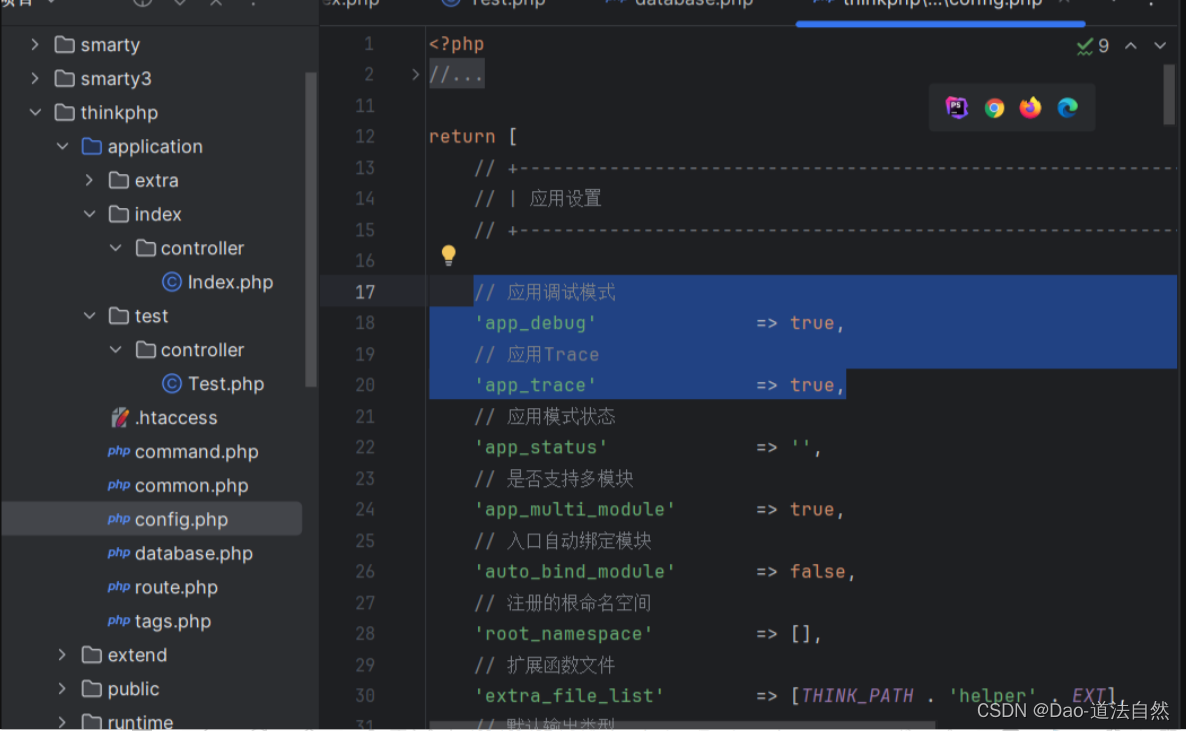 Test.php
database.php
thinkphp\...\config.php
smarty
smarty3
thinkphp
application
extra
index
controller
Index.php
test
controller
Test.php
.htaccess
php command.php
php common.php
php config.php
php database.php
php route.php
php tags.php
extend
public
runtime
9
PS
1 <?php
2 //...
11
12 return [
13 // +---------------------------------------------------------------
14 // | 应用设置
15 // +---------------------------------------------------------------
16
17 // 应用调试模式
18 'app_debug' => true,
19 // 应用Trace
20 'app_trace' => true,
21 // 应用模式状态
22 'app_status' => '',
23 // 是否支持多模块
24 'app_multi_module' => true,
25 // 入口自动绑定模块
26 'auto_bind_module' => false,
27 // 注册的根命名空间
28 'root_namespace' => [],
29 // 扩展函数文件
30 'extra_file_list' => [THINK_PATH . 'helper' . EXT],
31 // 默认输出类型
CSDN @Dao-道法自然